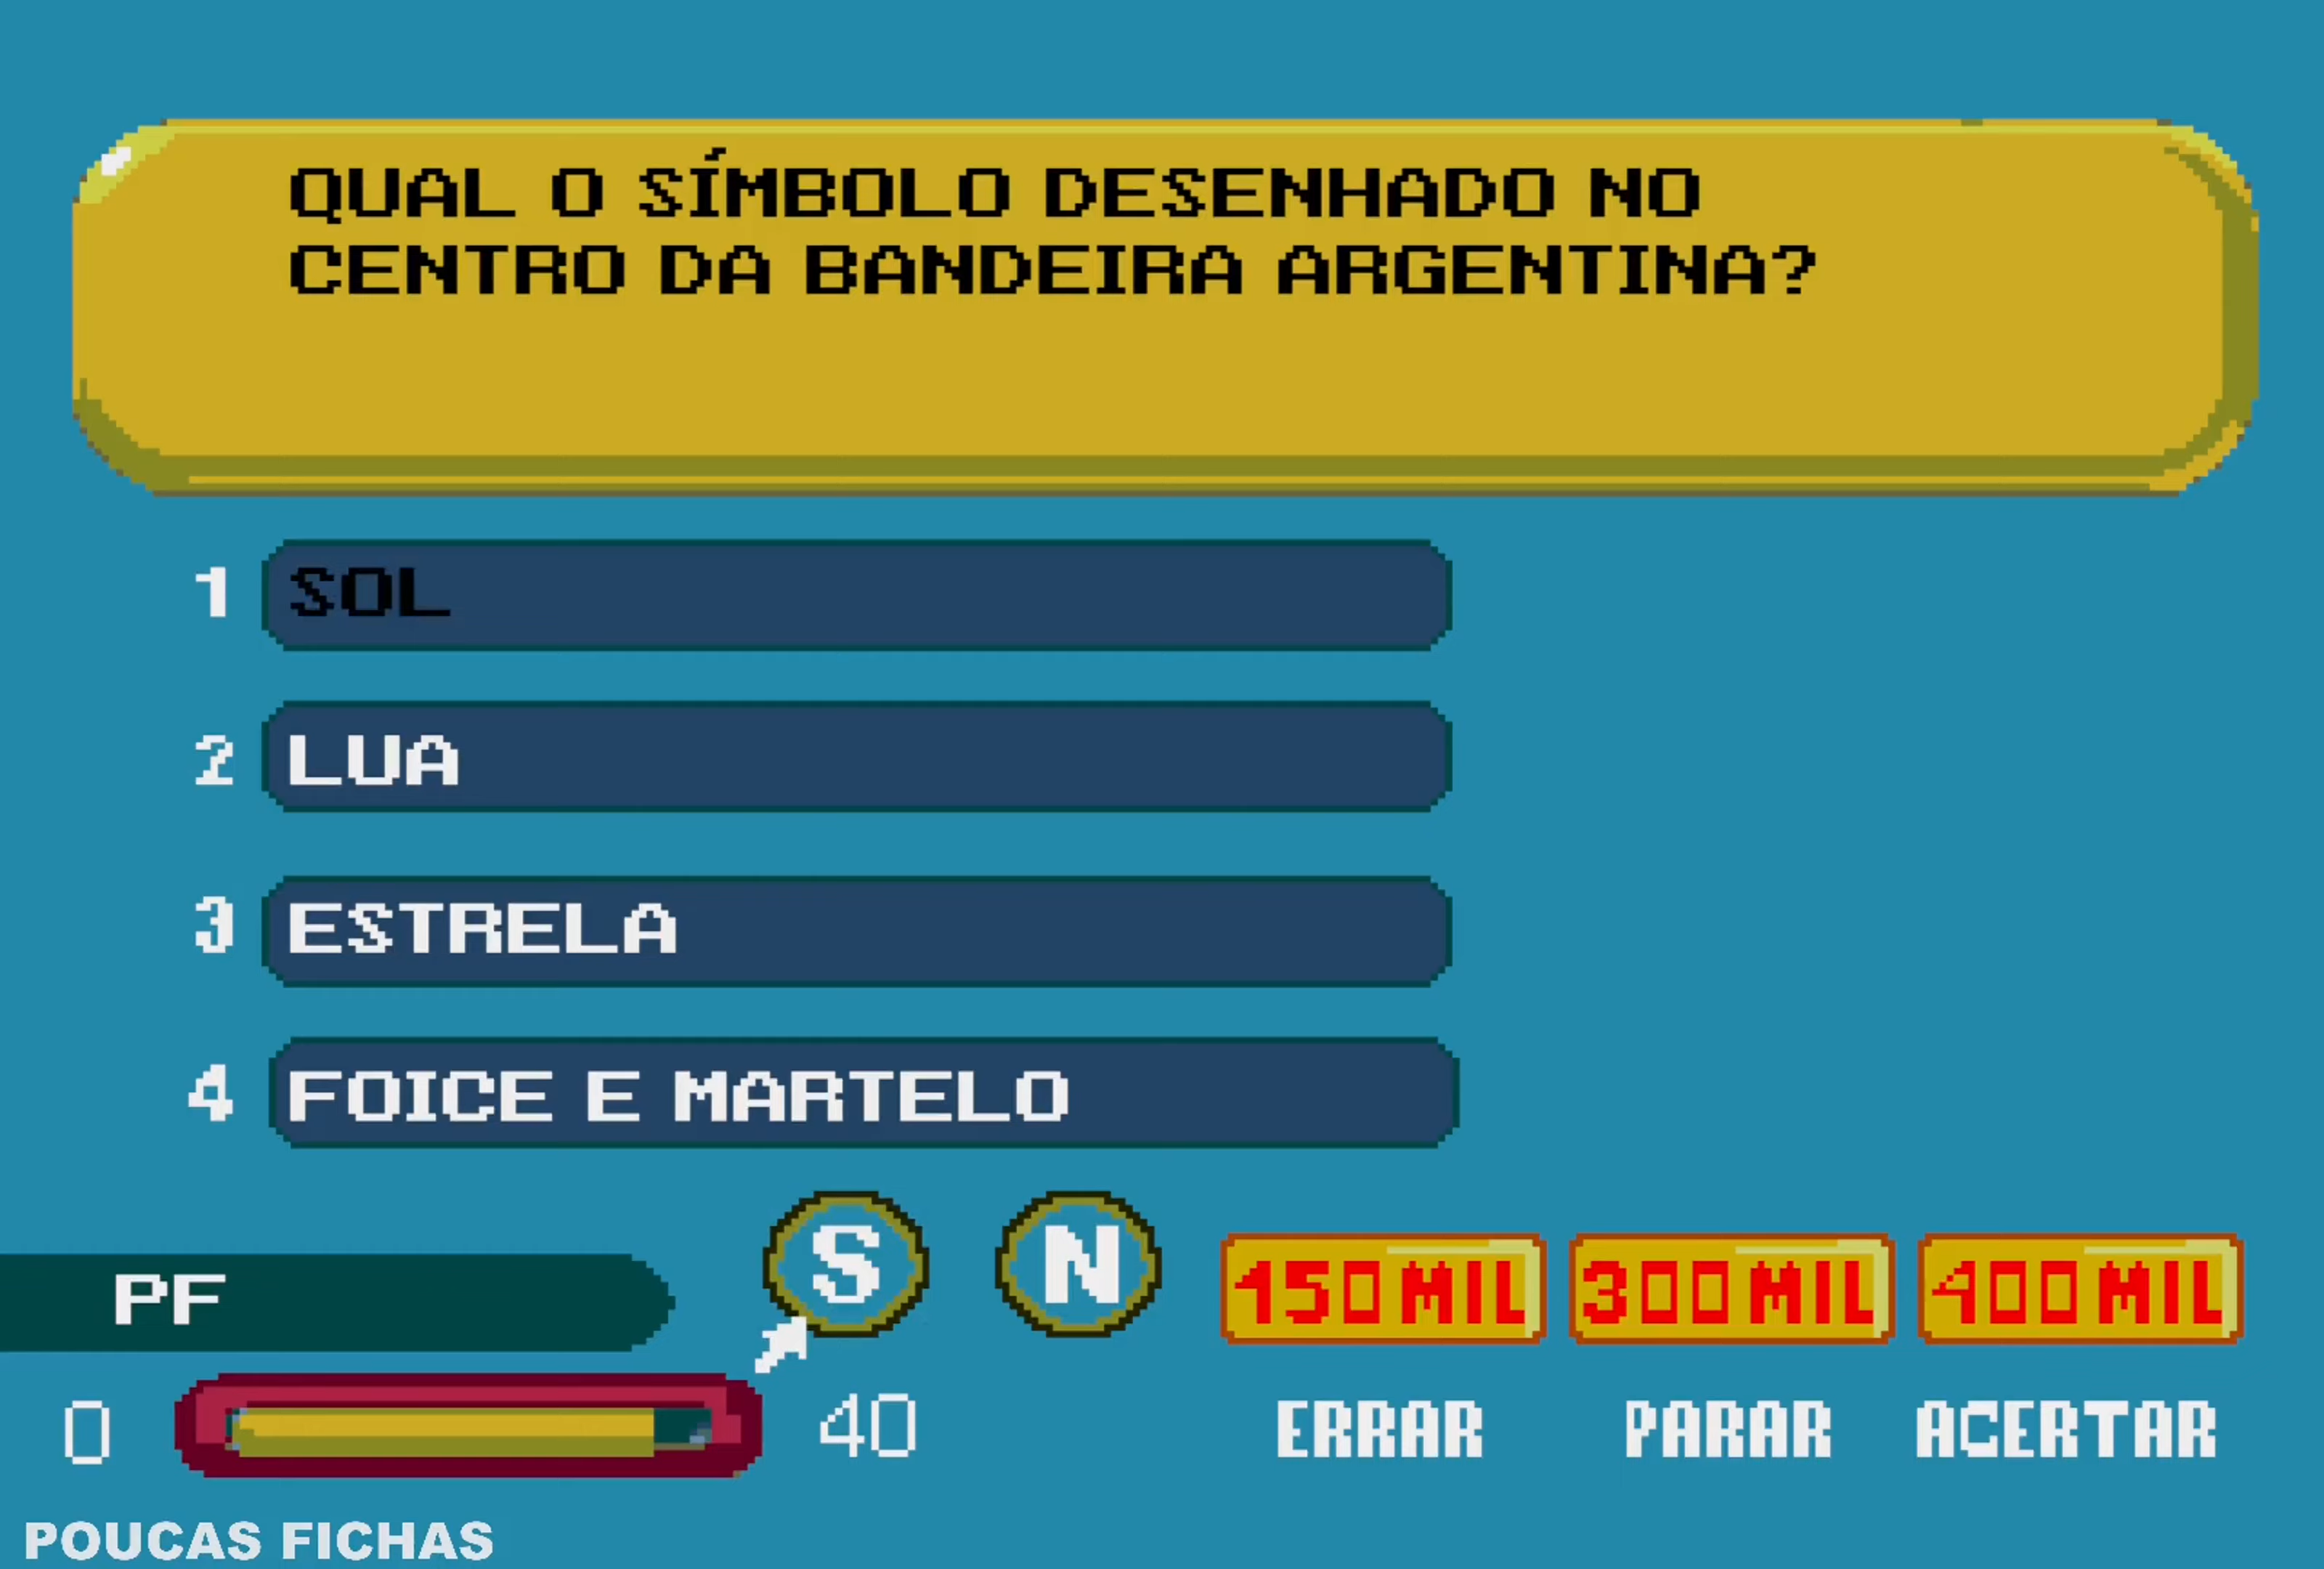 QUAL O SÍMBOLO DESENHADO NO
CENTRO DA BANDEIRA ARGENTINA?
1 SOL
2 LUA
3 ESTRELA
4 FOICE E MARTELO
PF
S N
150 MIL 300 MIL 400 MIL
0 40
ERRAR PARAR ACERTAR
POUCAS FICHAS